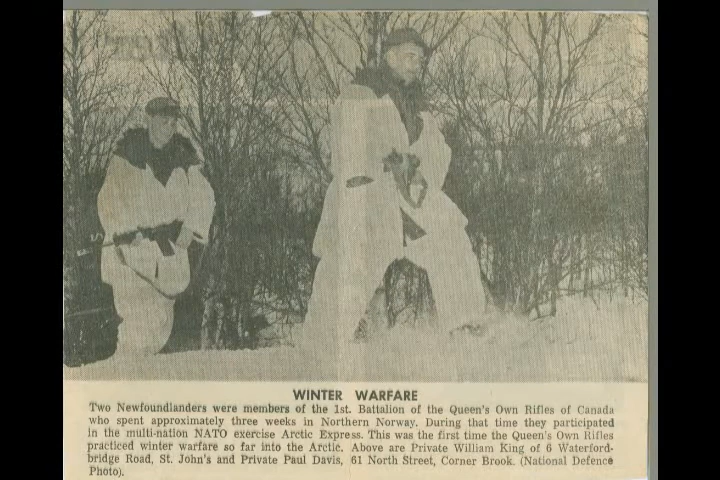 WINTER WARFARE
Two Newfoundlanders were members of the 1st. Battalion of the Queen's Own Rifles of Canada
who spent approximately three weeks in Northern Norway. During that time they participated
in the multi-nation NATO exercise Arctic Express. This was the first time the Queen's Own Rifles
practiced winter warfare so far into the Arctic. Above are Private William King of 6 Waterford-
bridge Road, St. John's and Private Paul Davis, 61 North Street, Corner Brook. (National Defence
Photo).